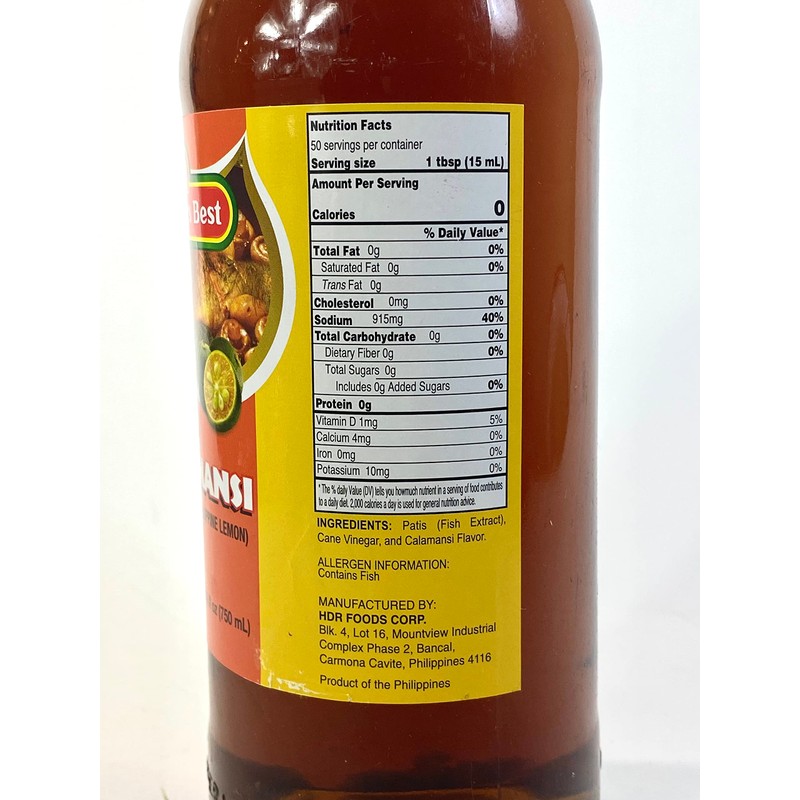 Best
ANSI
LEMON)
oz (750 mL)
Nutrition Facts
50 servings per container
Serving size 1 tbsp (15 mL)
Amount Per Serving
Calories 0
% Daily Value*
Total Fat 0g 0%
Saturated Fat 0g 0%
Trans Fat 0g
Cholesterol 0mg 0%
Sodium 915mg 40%
Total Carbohydrate 0g 0%
Dietary Fiber 0g 0%
Total Sugars 0g
Includes 0g Added Sugars 0%
Protein 0g
Vitamin D 1mg 5%
Calcium 4mg 0%
Iron 0mg 0%
Potassium 10mg 0%
*The % daily Value (DV) tells you howmuch nutrient in a serving of food contributes
to a daily diet. 2,000 calories a day is used for general nutrition advice.
INGREDIENTS: Patis (Fish Extract),
Cane Vinegar, and Calamansi Flavor.
ALLERGEN INFORMATION:
Contains Fish
MANUFACTURED BY:
HDR FOODS CORP.
Blk. 4, Lot 16, Mountview Industrial
Complex Phase 2, Bancal,
Carmona Cavite, Philippines 4116
Product of the Philippines